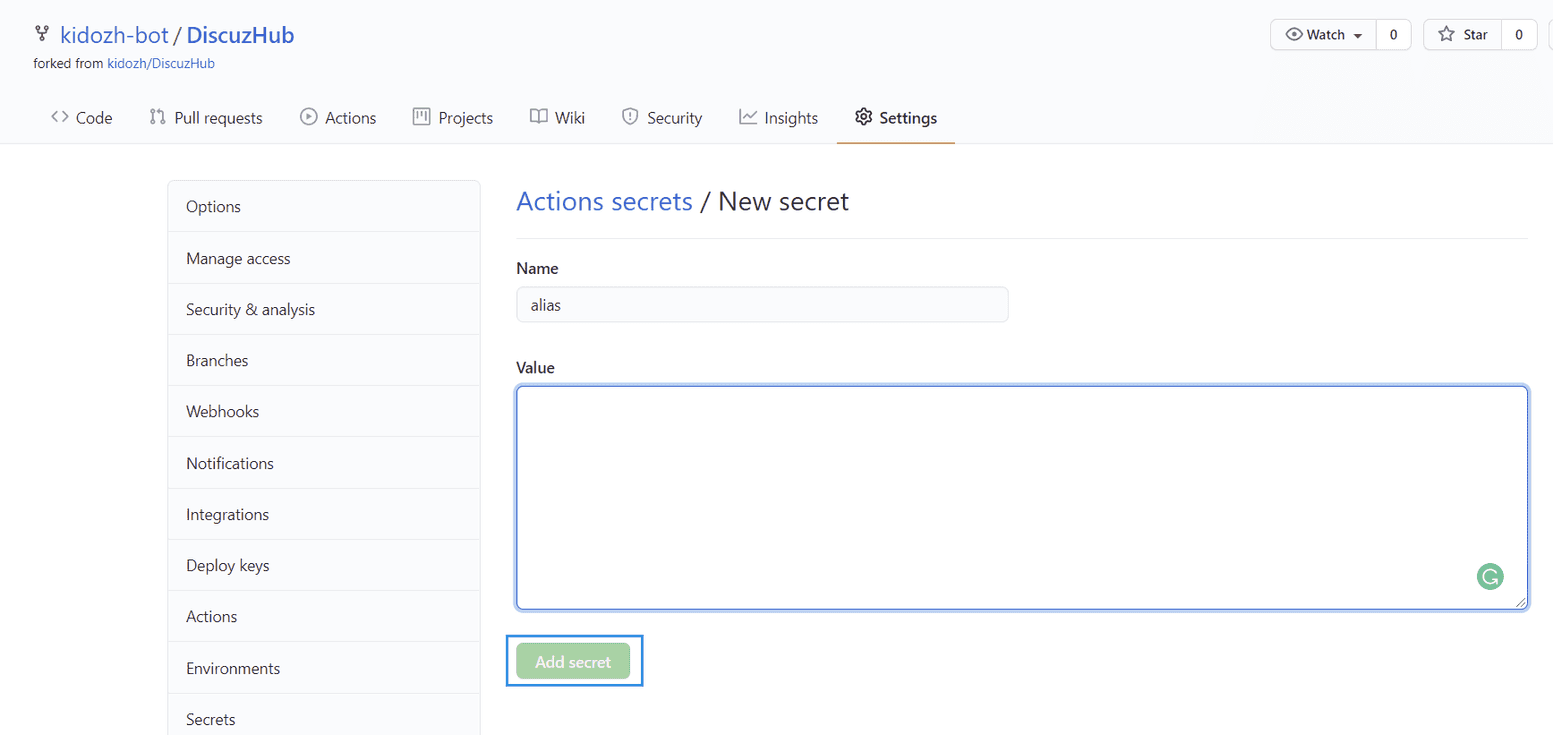 kidozh-bot / DiscuzHub
Watch 0 Star 0
forked from kidozh/DiscuzHub
Code Pull requests Actions Projects Wiki Security Insights Settings
Options
Manage access
Security & analysis
Branches
Webhooks
Notifications
Integrations
Deploy keys
Actions
Environments
Secrets
Actions secrets / New secret
Name
alias
Value
Add secret